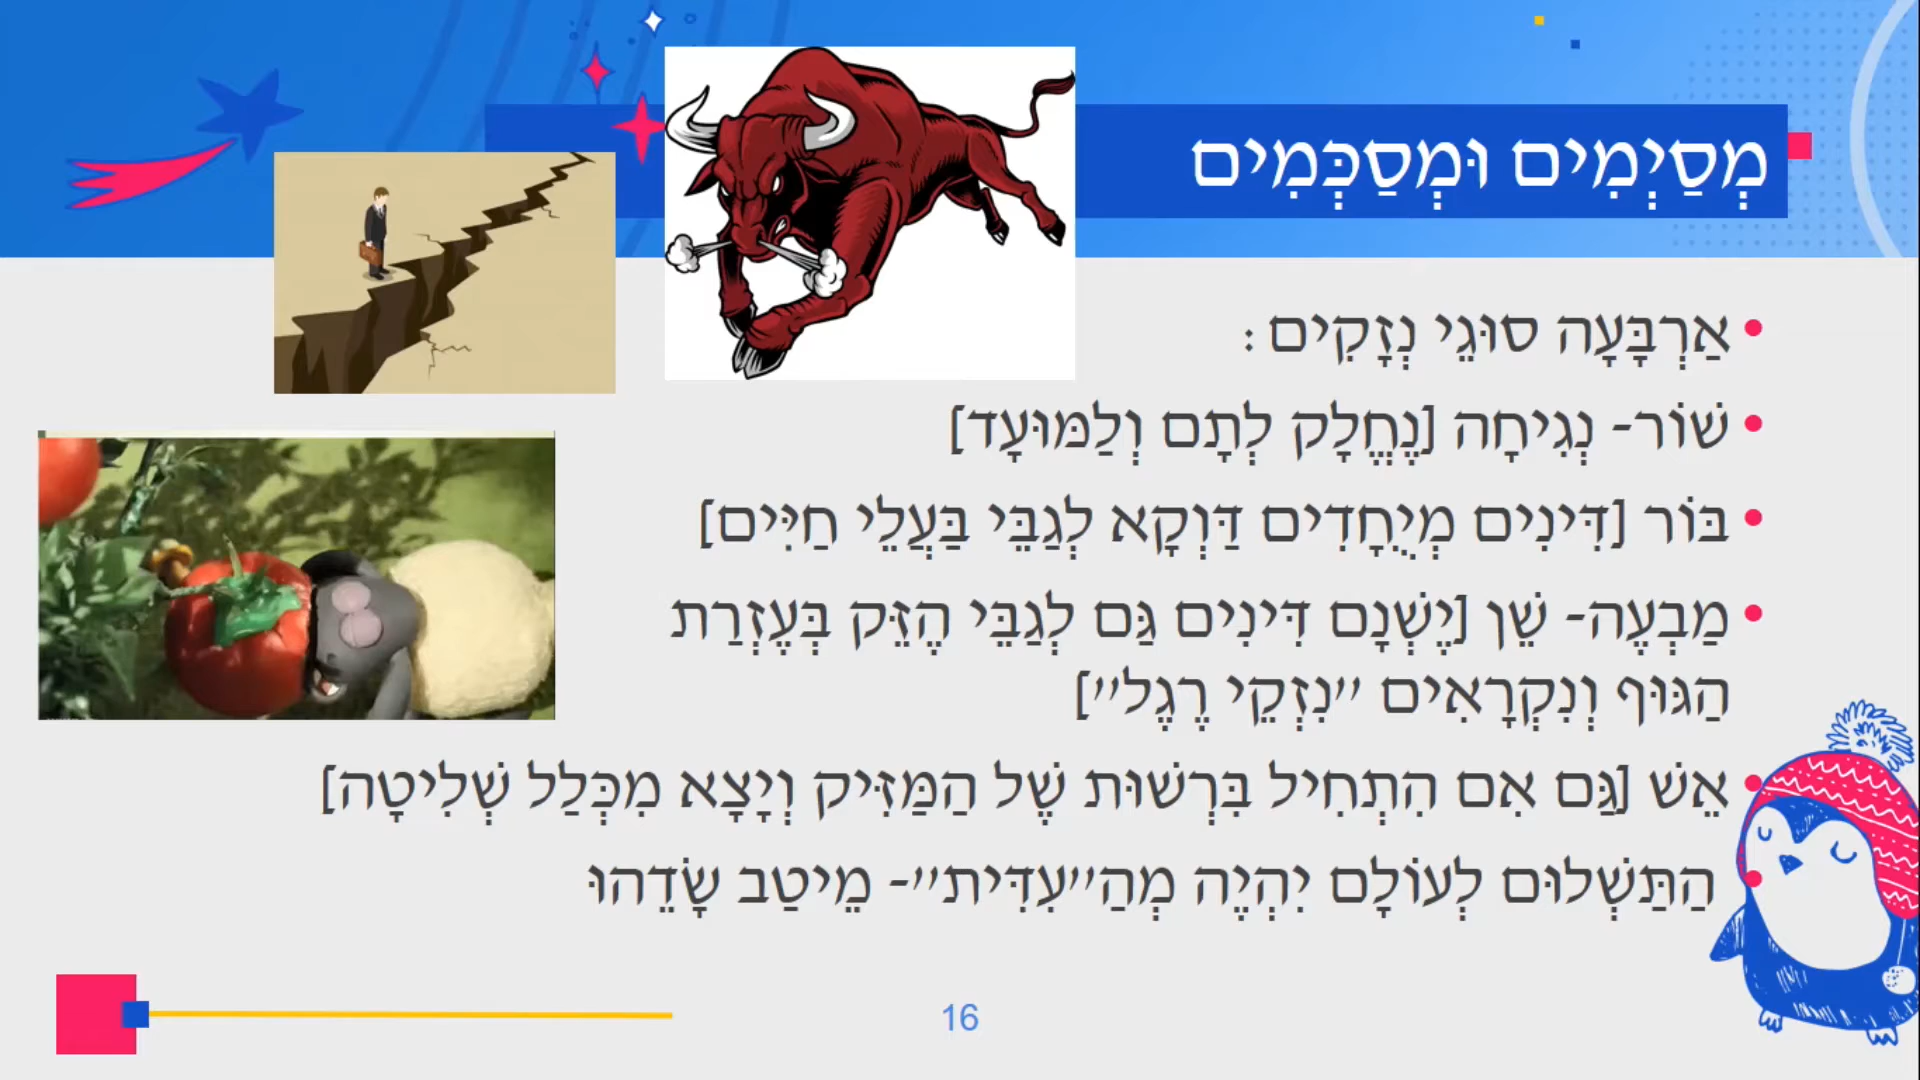 מְסַיְמִים וּמְסַכְּמִים
• אַרְבָּעָה סוּגֵי נְזָקִים :
• שׁוֹר- נְגִיחָה [נֶחֱלָק לְתָם וְלַמּוּעָד]
• בּוֹר [דִּינִים מְיֻחָדִים דַּוְקָא לְגַבֵּי בַּעֲלֵי חַיִּים]
• מַבְעֶה- שֵׁן [יֶשְׁנָם דִּינִים גַּם לְגַבֵּי הֶזֵּק בְּעֶזְרַת
הַגּוּף וְנִקְרָאִים ״נִזְקֵי רֶגֶל״]
• אֵשׁ [גַּם אִם הִתְחִיל בִּרְשׁוּת שֶׁל הַמַּזִּיק וְיָצָא מִכְּלַל שְׁלִיטָה]
• הַתַּשְׁלוּם לְעוֹלָם יִהְיֶה מְהַ״עִדִּית״- מֵיטַב שָׂדֵהוּ
16